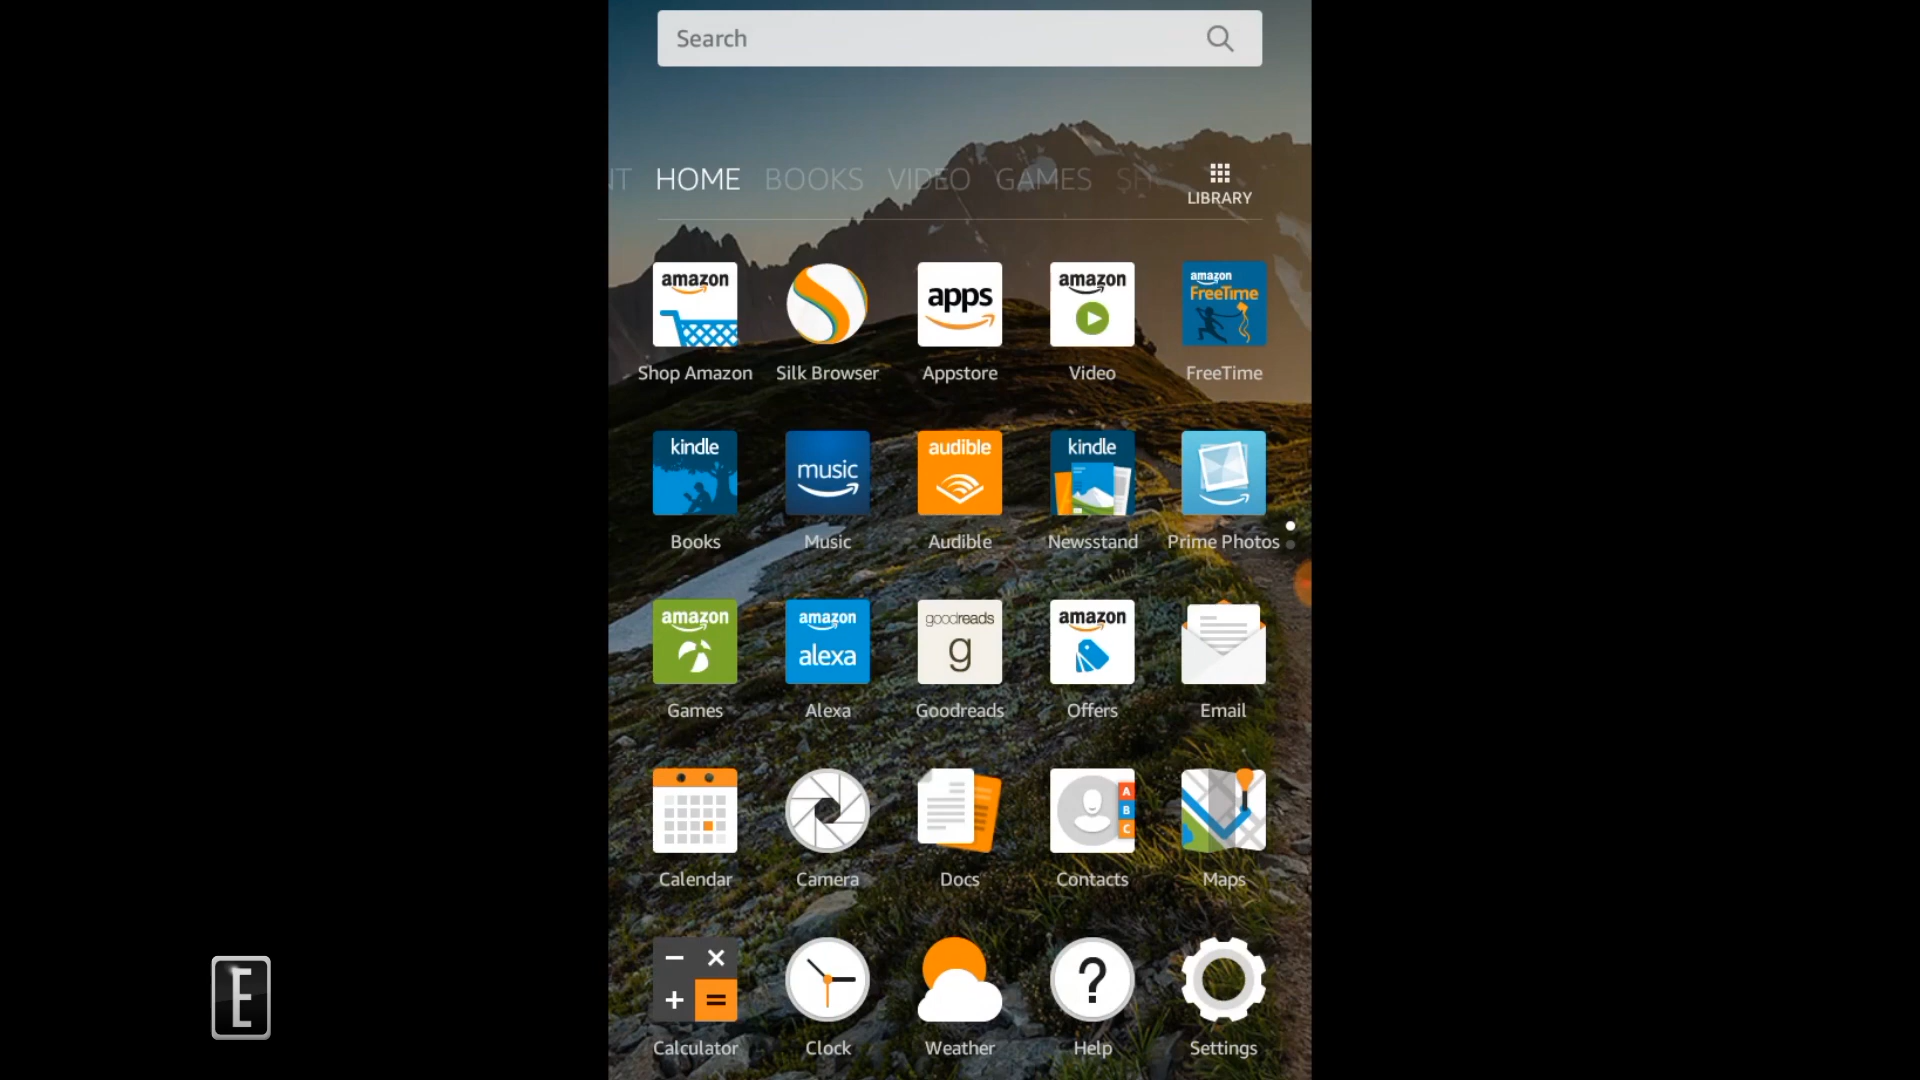 Search
NT HOME BOOKS VIDEO GAMES SH
LIBRARY
amazon
apps
amazon
amazon
FreeTime
Shop Amazon Silk Browser Appstore Video FreeTime
kindle
music
audible
kindle
Books Music Audible Newsstand Prime Photos
amazon
amazon
alexa
goodreads
g
amazon
Games Alexa Goodreads Offers Email
A
B
C
Calendar Camera Docs Contacts Maps
− ×
+ =
?
Calculator Clock Weather Help Settings
E